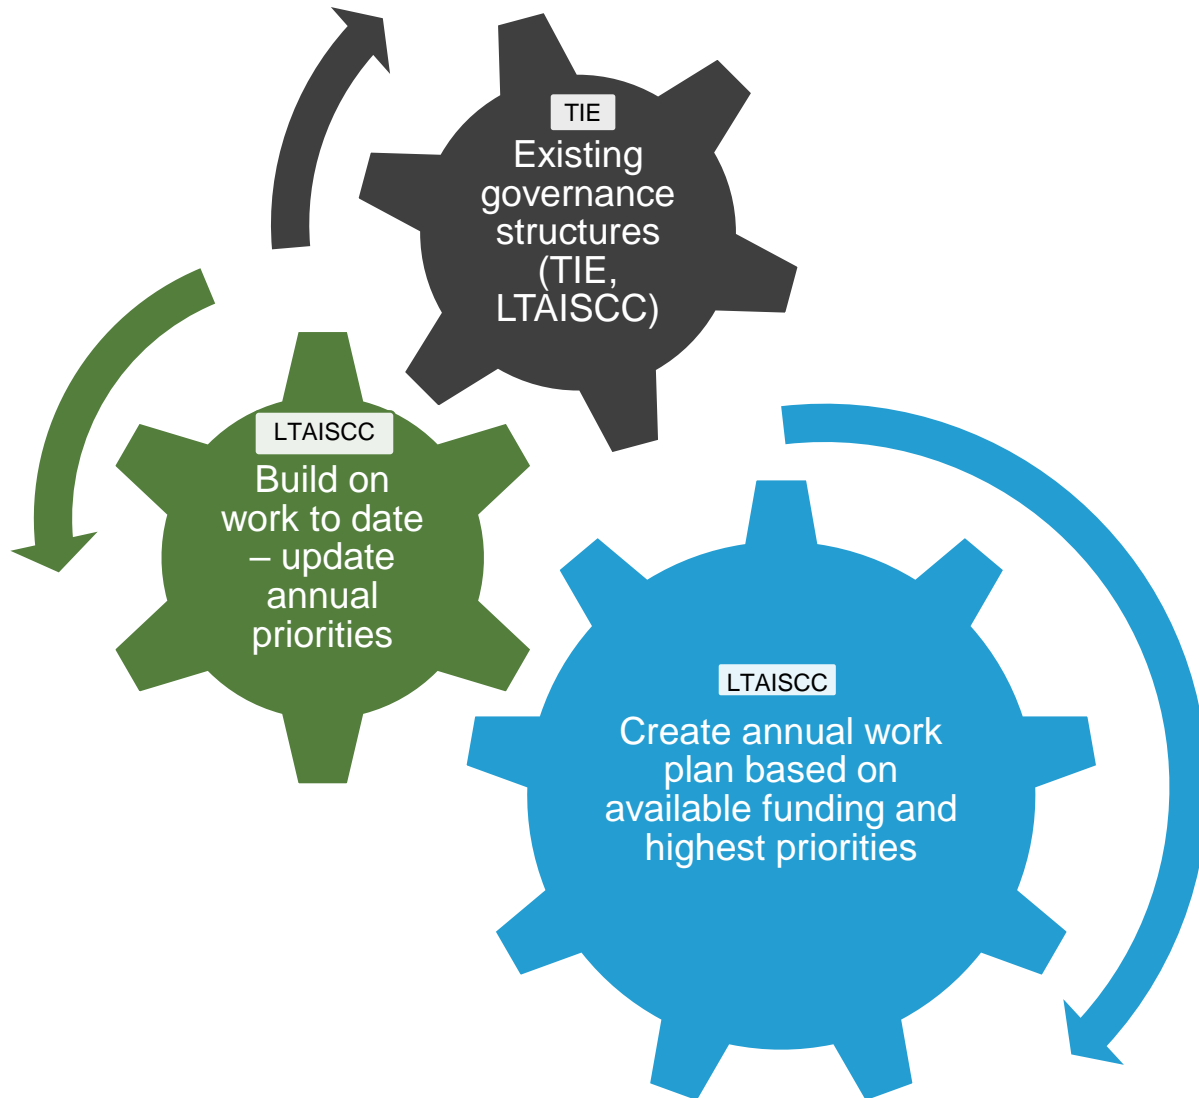 TIE
Existing
governance
structures
(TIE,
LTAISCC)
LTAISCC
Build on
work to date
– update
annual
priorities
LTAISCC
Create annual work
plan based on
available funding and
highest priorities